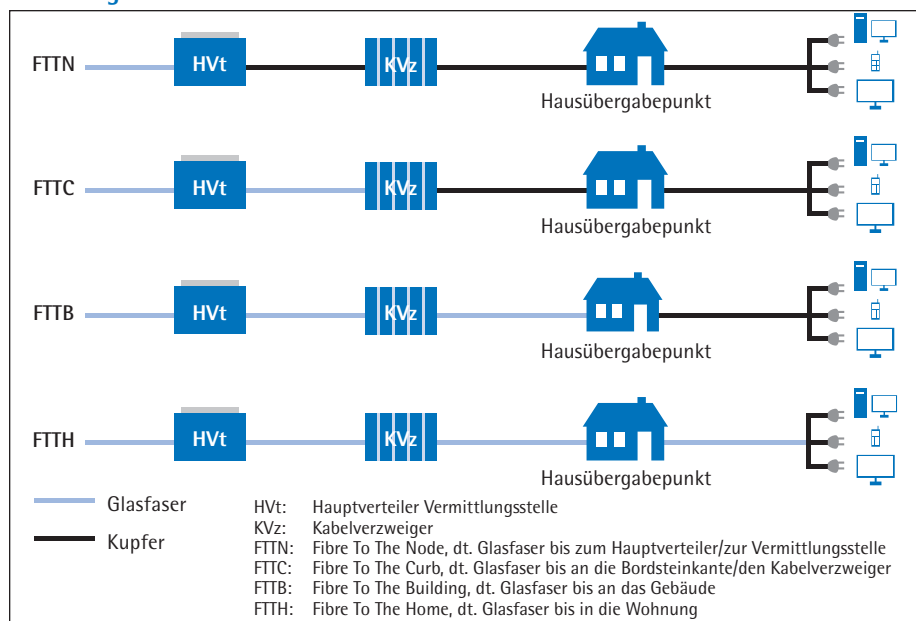 FTTN HVt KVz
Hausübergabepunkt
FTTC HVt KVz
Hausübergabepunkt
FTTB HVt KVz
Hausübergabepunkt
FTTH HVt KVz
Hausübergabepunkt
Glasfaser
Kupfer
HVt: Hauptverteiler Vermittlungsstelle
KVz: Kabelverzweiger
FTTN: Fibre To The Node, dt. Glasfaser bis zum Hauptverteiler/zur Vermittlungsstelle
FTTC: Fibre To The Curb, dt. Glasfaser bis an die Bordsteinkante/den Kabelverzweiger
FTTB: Fibre To The Building, dt. Glasfaser bis an das Gebäude
FTTH: Fibre To The Home, dt. Glasfaser bis in die Wohnung